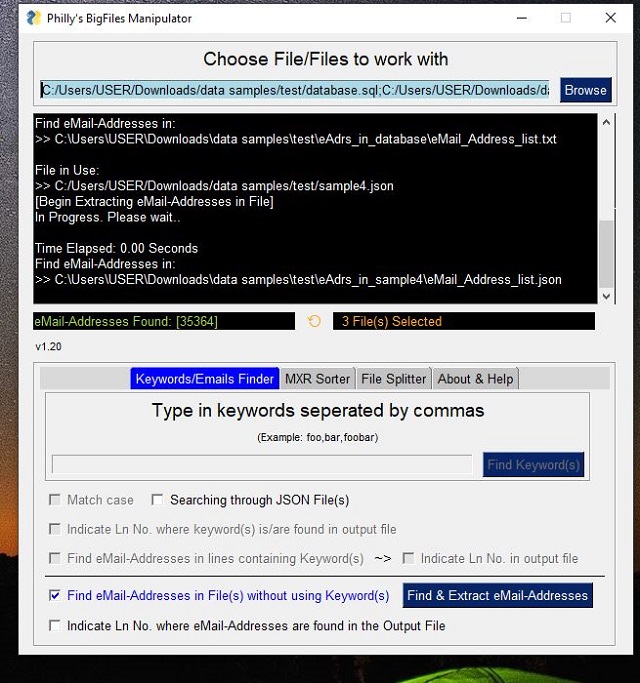 Philly's BigFiles Manipulator
Choose File/Files to work with
C:/Users/USER/Downloads/data samples/test/database.sql;C:/Users/USER/Downloads/da
Browse
Find eMail-Addresses in:
>> C:\Users\USER\Downloads\data samples\test\eAdrs_in_database\eMail_Address_list.txt
File in Use:
>> C:/Users/USER/Downloads/data samples/test/sample4.json
[Begin Extracting eMail-Addresses in File]
In Progress. Please wait..
Time Elapsed: 0.00 Seconds
Find eMail-Addresses in:
>> C:\Users\USER\Downloads\data samples\test\eAdrs_in_sample4\eMail_Address_list.json
eMail-Addresses Found: [35364]
3 File(s) Selected
v1.20
Keywords/Emails Finder MXR Sorter File Splitter About & Help
Type in keywords seperated by commas
(Example: foo,bar,foobar)
Find Keyword(s)
Match case Searching through JSON File(s)
Indicate Ln No. where keyword(s) is/are found in output file
Find eMail-Addresses in lines containing Keyword(s) ~> Indicate Ln No. in output file
Find eMail-Addresses in File(s) without using Keyword(s)
Find & Extract eMail-Addresses
Indicate Ln No. where eMail-Addresses are found in the Output File